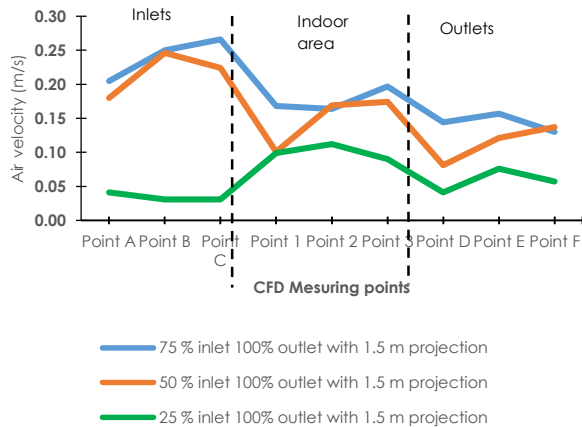 Inlets
Indoor
area
Outlets
Air velocity (m/s)
0.30
0.25
0.20
0.15
0.10
0.05
0.00
Point A Point B Point C Point 1 Point 2 Point 3 Point D Point E Point F
CFD Mesuring points
75 % inlet 100% outlet with 1.5 m projection
50 % inlet 100% outlet with 1.5 m projection
25 % inlet 100% outlet with 1.5 m projection